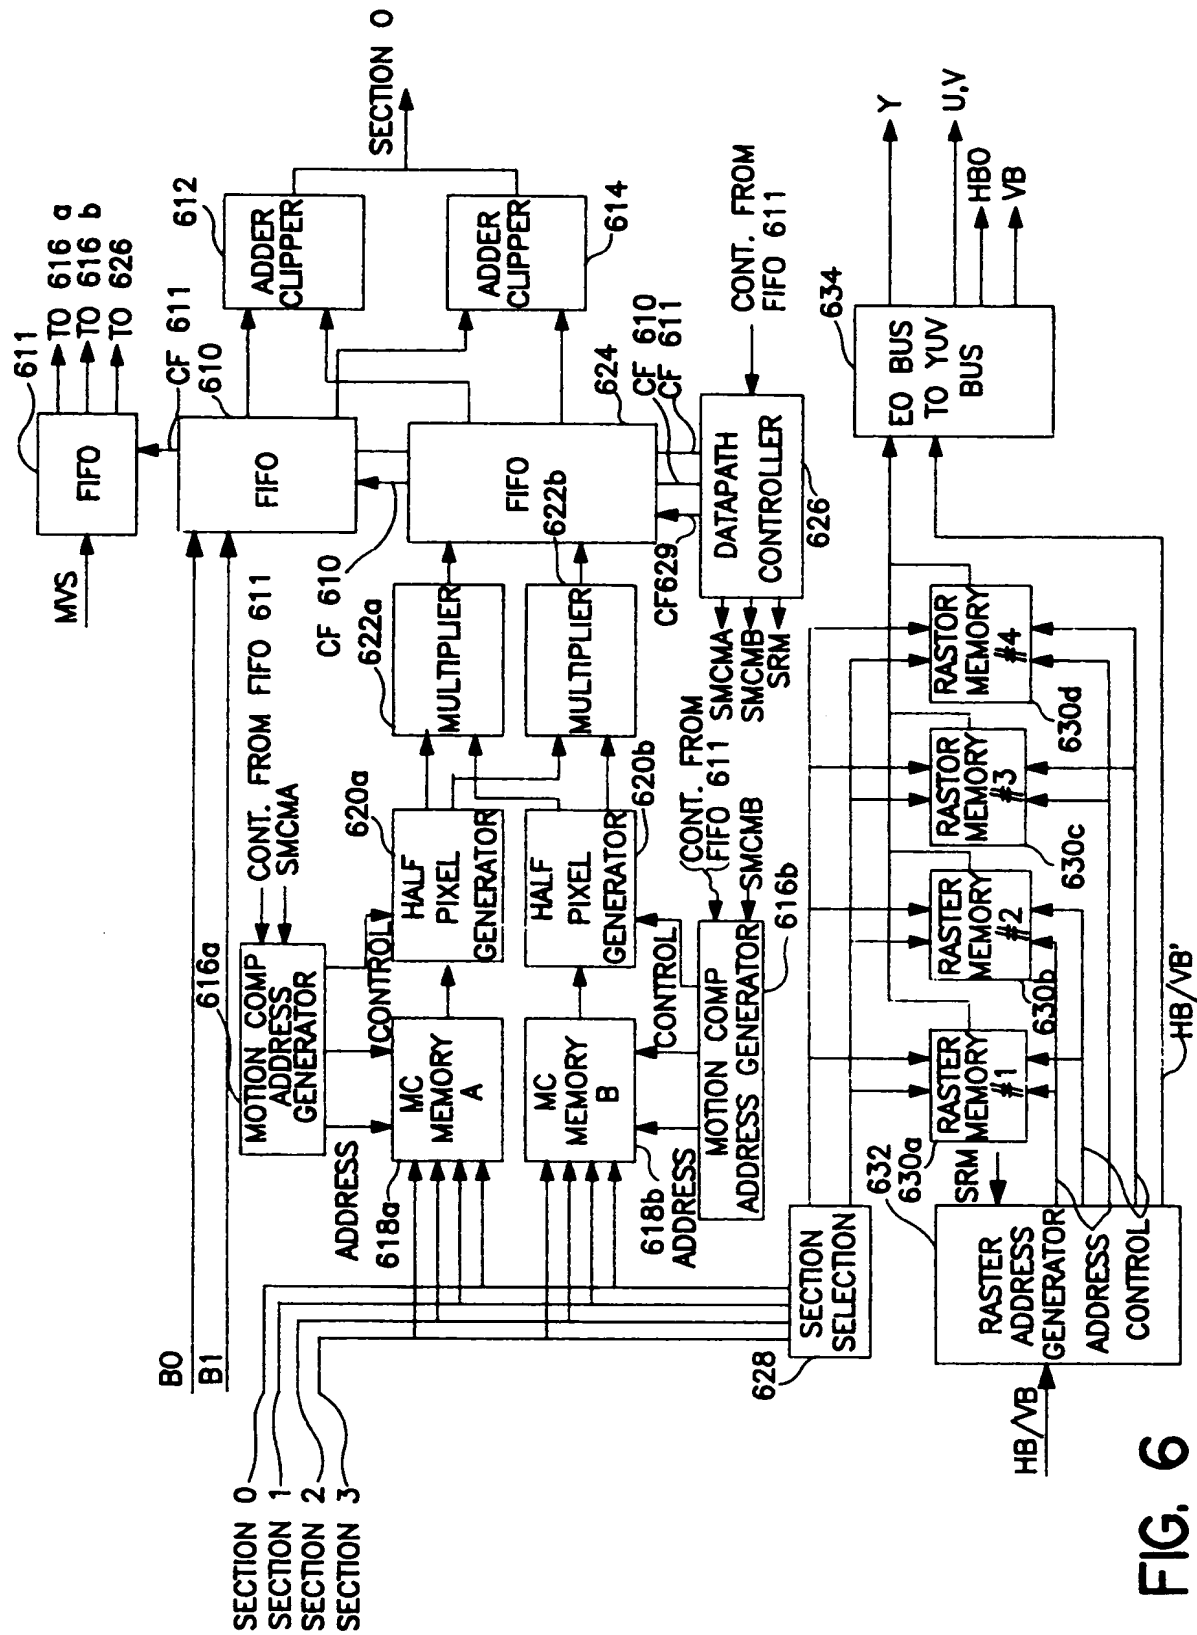 MVS
FIFO
611
TO 616 a
TO 616 b
TO 626
CF 611
610
B0
B1
FIFO
CF 610
612
ADDER
CLIPPER
SECTION 0
ADDER
CLIPPER
614
616a
MOTION COMP
ADDRESS
GENERATOR
CONT. FROM FIFO 611
SMCMA
ADDRESS
CONTROL
618a
MC
MEMORY
A
620a
HALF
PIXEL
GENERATOR
622a
MULTIPLIER
FIFO
624
MC
MEMORY
B
618b
HALF
PIXEL
GENERATOR
620b
622b
MULTIPLIER
ADDRESS
CONTROL
MOTION COMP
ADDRESS GENERATOR
616b
CONT. FROM
FIFO 611
SMCMB
CF629
CF 610
CF 611
DATAPATH
CONTROLLER
626
CONT. FROM
FIFO 611
SMCMA
SMCMB
SRM
SECTION 0
SECTION 1
SECTION 2
SECTION 3
628
SECTION
SELECTION
632
630a
SRM
RASTER
MEMORY
#1
RASTER
MEMORY
#2
630b
RASTOR
MEMORY
#3
630c
RASTOR
MEMORY
#4
630d
634
EO BUS
TO YUV
BUS
Y
U,V
HBO
VB
HB/VB
RASTER
ADDRESS
GENERATOR
ADDRESS
CONTROL
HB/VB'
FIG. 6